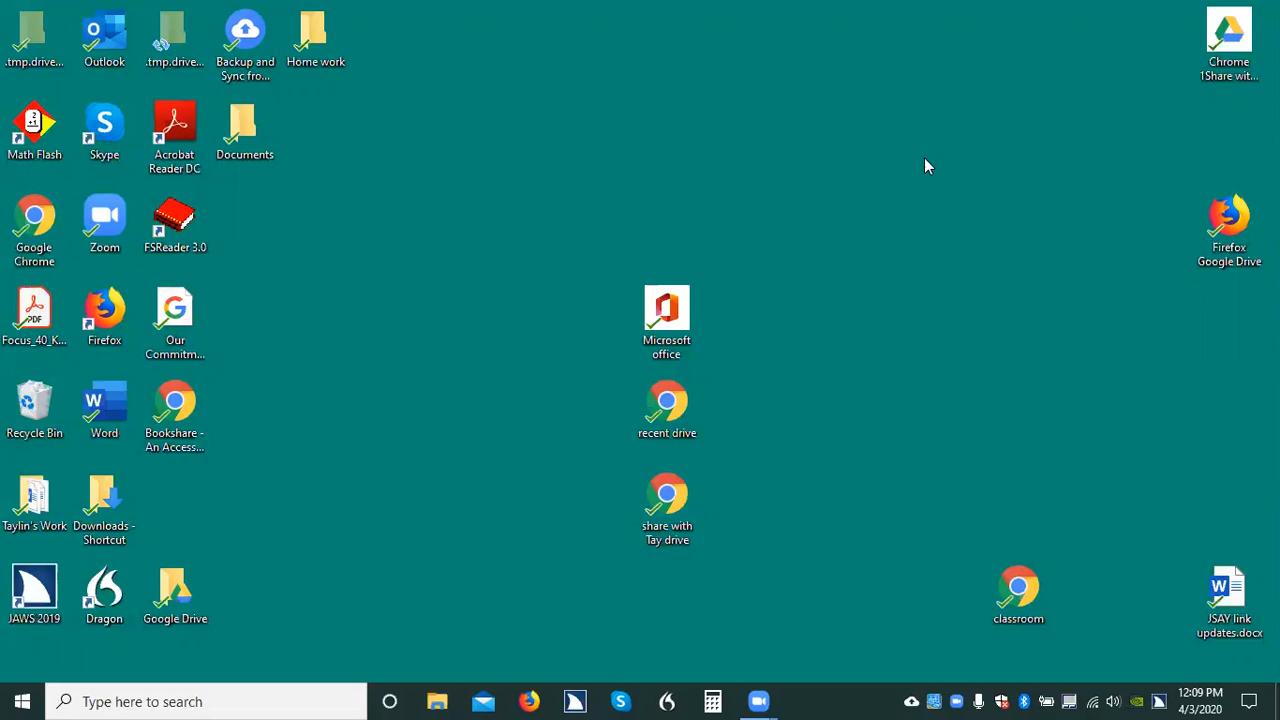 .tmp.drive...
Outlook
.tmp.drive...
Backup and
Sync fro...
Home work
Chrome
1Share wit...
Math Flash
Skype
Acrobat
Reader DC
Documents
Google
Chrome
Zoom
FSReader 3.0
Firefox
Google Drive
PDF
Focus_40_K...
Firefox
Our
Commitm...
Microsoft
office
Recycle Bin
Word
Bookshare -
An Access...
recent drive
Taylin's Work
Downloads -
Shortcut
share with
Tay drive
JAWS 2019
Dragon
Google Drive
classroom
JSAY link
updates.docx
Type here to search
12:09 PM
4/3/2020